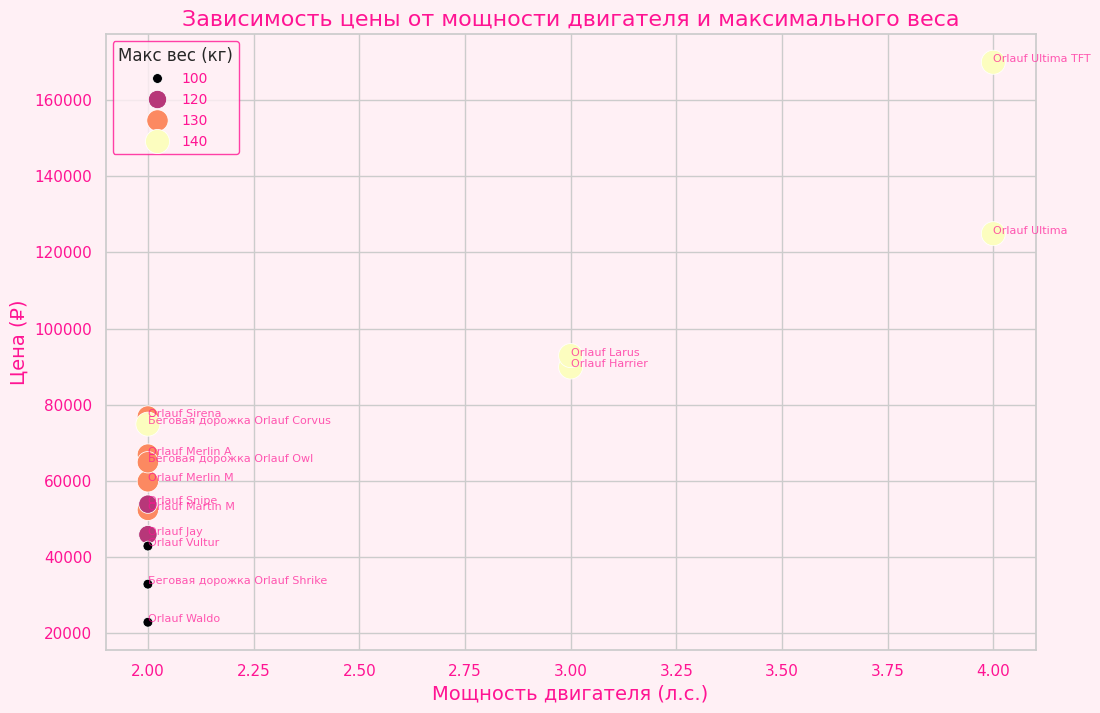 Зависимость цены от мощности двигателя и максимального веса
Макс вес (кг)
100
120
130
140
Цена (₽)
160000
140000
120000
100000
80000
60000
40000
20000
Orlauf Ultima TFT
Orlauf Ultima
Orlauf Larus
Orlauf Harrier
Orlauf Sirena
Беговая дорожка Orlauf Corvus
Orlauf Merlin A
Беговая дорожка Orlauf Owl
Orlauf Merlin M
Orlauf Snipe
Orlauf Martin M
Orlauf Jay
Orlauf Vultur
Беговая дорожка Orlauf Shrike
Orlauf Waldo
2.00 2.25 2.50 2.75 3.00 3.25 3.50 3.75 4.00
Мощность двигателя (л.с.)